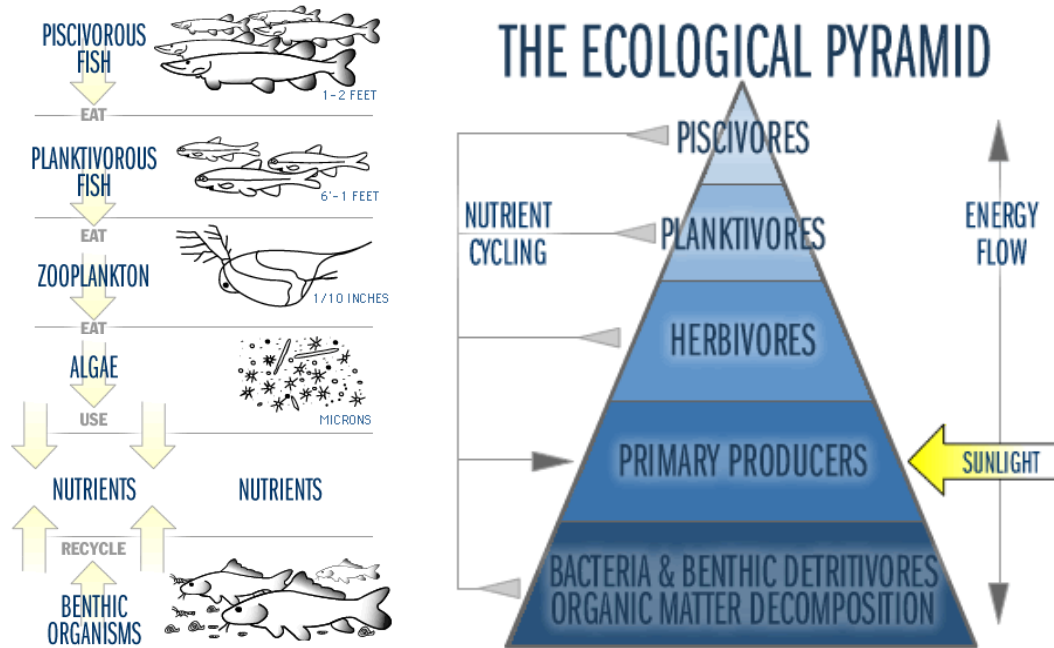 PISCIVOROUS
FISH
1-2 FEET
EAT
PLANKTIVOROUS
FISH
6'-1 FEET
EAT
ZOOPLANKTON
1/10 INCHES
EAT
ALGAE
MICRONS
USE
NUTRIENTS
NUTRIENTS
RECYCLE
BENTHIC
ORGANISMS
THE ECOLOGICAL PYRAMID
PISCIVORES
NUTRIENT
CYCLING
PLANKTIVORES
ENERGY
FLOW
HERBIVORES
PRIMARY PRODUCERS
SUNLIGHT
BACTERIA & BENTHIC DETRITIVORES
ORGANIC MATTER DECOMPOSITION